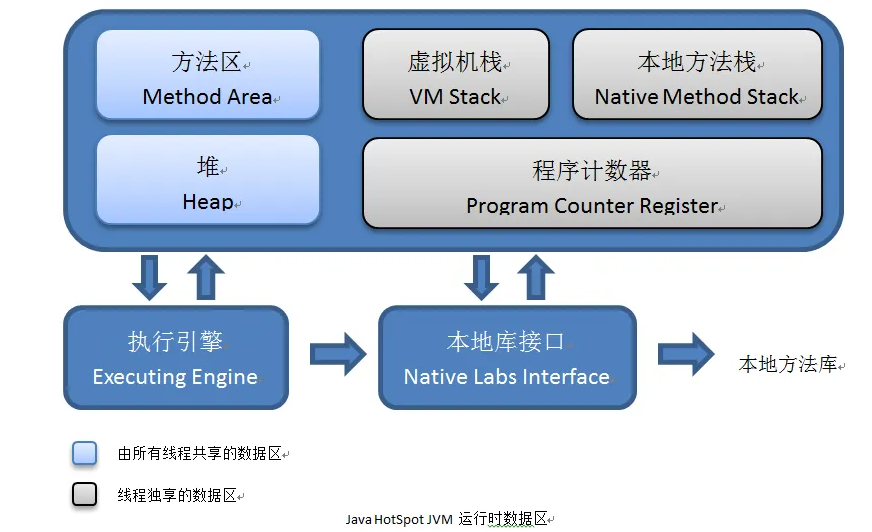 方法区
Method Area
虚拟机栈
VM Stack
本地方法栈
Native Method Stack
堆
Heap
程序计数器
Program Counter Register
执行引擎
Executing Engine
本地库接口
Native Labs Interface
本地方法库
由所有线程共享的数据区
线程独享的数据区
Java HotSpot JVM 运行时数据区